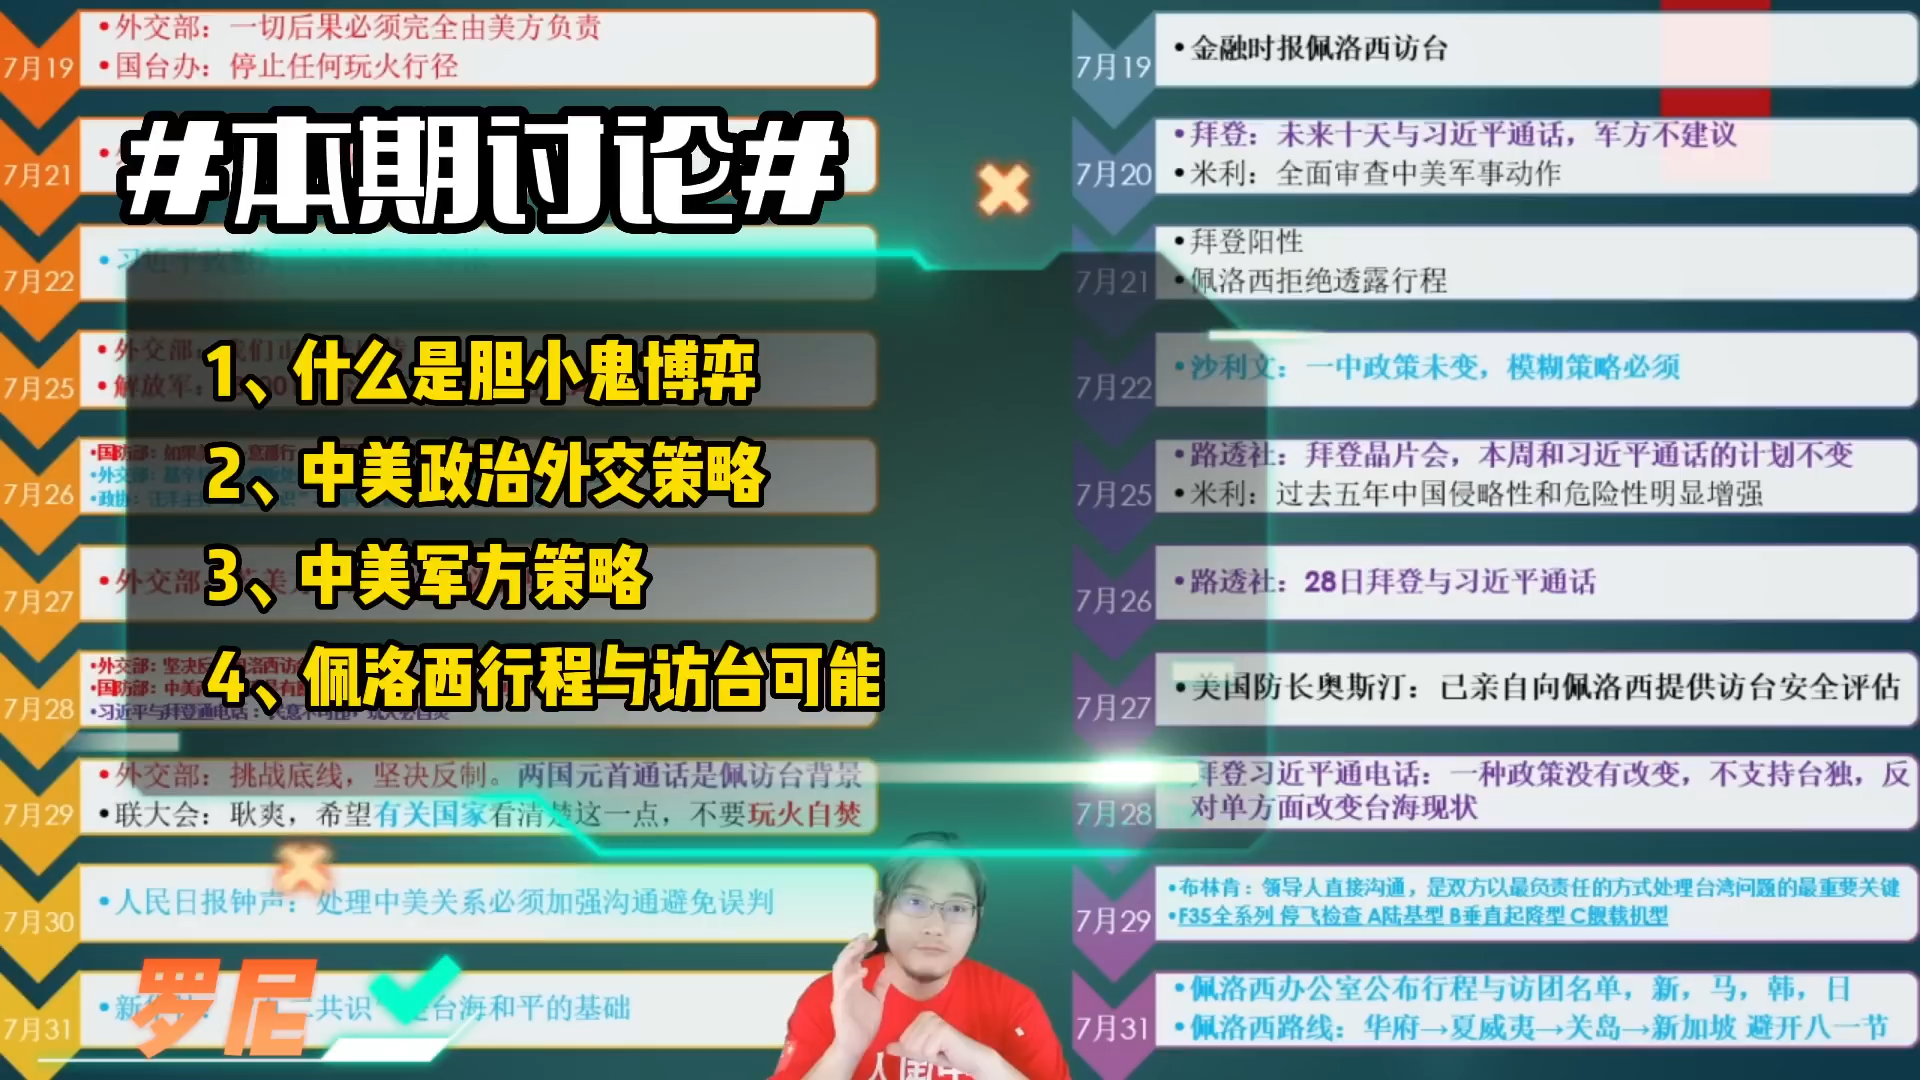 #本期讨论#
1、什么是胆小鬼博弈
2、中美政治外交策略
3、中美军方策略
4、佩洛西行程与访台可能
7月19
•外交部：一切后果必须完全由美方负责
•国台办：停止任何玩火行径
7月21
7月22
7月25
•外交部：
•解放军：
7月26
•国防部：
•外交部：
•政协：
7月27
•外交部：
7月28
•外交部：坚决反
•国防部：中美
•习近平与拜登通电话：
7月29
•外交部：挑战底线，坚决反制。两国元首通话是佩访台背景
•联大会：耿爽，希望有关国家看清楚这一点，不要玩火自焚
7月30
•人民日报钟声：处理中美关系必须加强沟通避免误判
7月31
共识
台海和平的基础
7月19
•金融时报佩洛西访台
7月20
•拜登：未来十天与习近平通话，军方不建议
•米利：全面审查中美军事动作
7月21
•拜登阳性
•佩洛西拒绝透露行程
7月22
•沙利文：一中政策未变，模糊策略必须
7月25
•路透社：拜登晶片会，本周和习近平通话的计划不变
•米利：过去五年中国侵略性和危险性明显增强
7月26
•路透社：28日拜登与习近平通话
7月27
•美国防长奥斯汀：已亲自向佩洛西提供访台安全评估
7月28
拜登习近平通电话：一种政策没有改变，不支持台独，反
对单方面改变台海现状
7月29
•布林肯：领导人直接沟通，是双方以最负责任的方式处理台湾问题的最重要关键
•F35全系列 停飞检查 A陆基型 B垂直起降型 C舰载机型
7月31
•佩洛西办公室公布行程与访团名单，新，马，韩，日
•佩洛西路线：华府→夏威夷→关岛→新加坡 避开八一节
罗尼